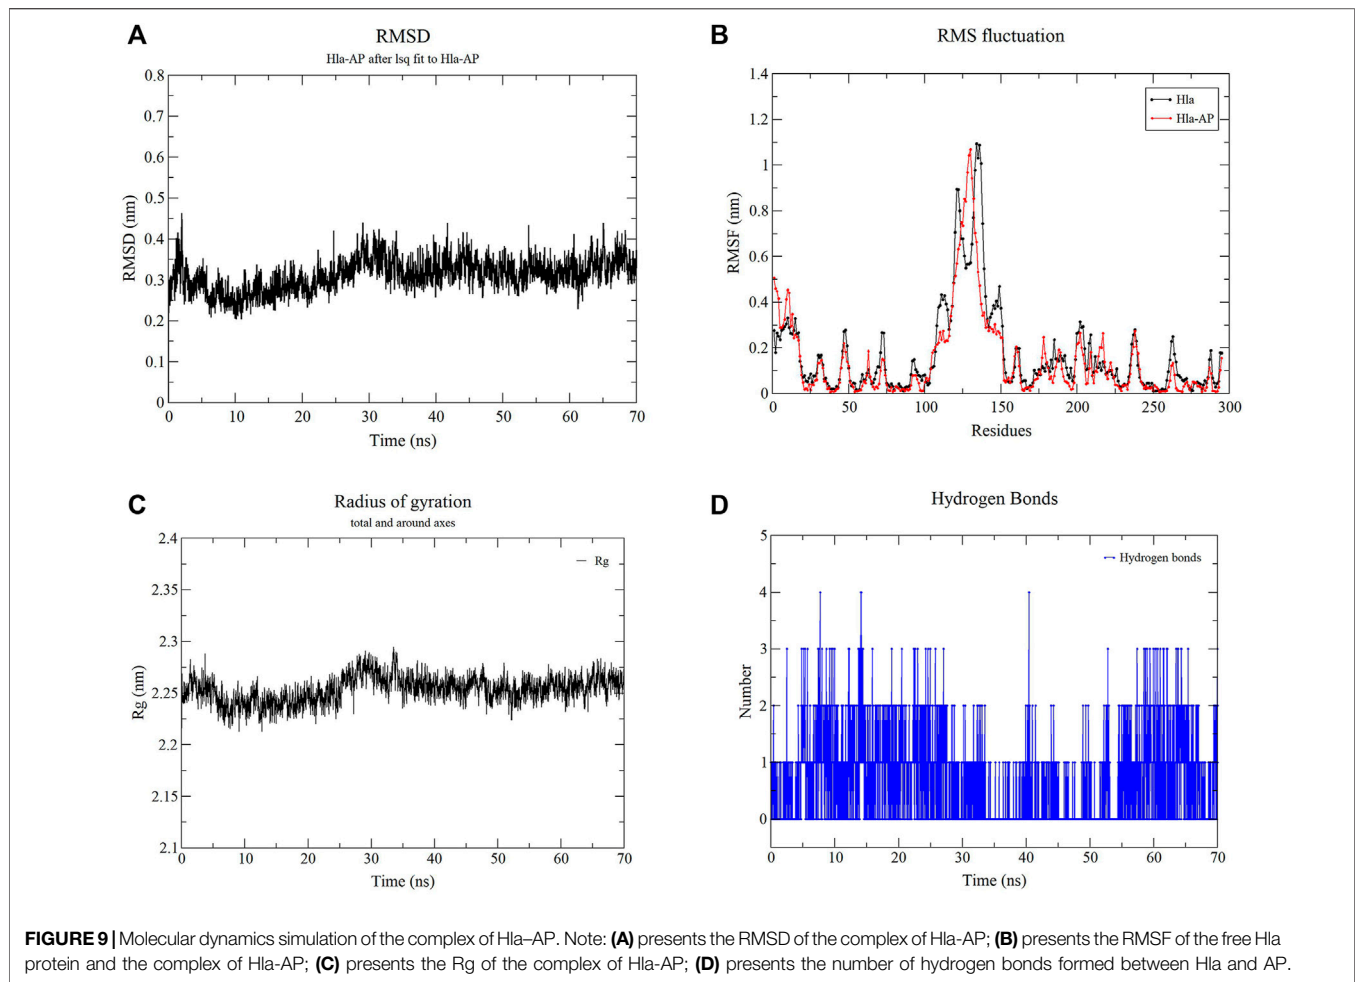 A
RMSD
Hla-AP after lsq fit to Hla-AP
0.8
0.7
0.6
0.5
0.4
0.3
0.2
0.1
0
RMSD (nm)
0 10 20 30 40 50 60 70
Time (ns)
B
RMS fluctuation
1.4
1.2
1
0.8
0.6
0.4
0.2
0
RMSF (nm)
Hla
Hla-AP
0 50 100 150 200 250 300
Residues
C
Radius of gyration
total and around axes
2.4
2.35
2.3
2.25
2.2
2.15
2.1
Rg (nm)
Rg
0 10 20 30 40 50 60 70
Time (ns)
D
Hydrogen Bonds
5
4
3
2
1
0
Number
Hydrogen bonds
0 10 20 30 40 50 60 70
Time (ns)
FIGURE 9 | Molecular dynamics simulation of the complex of Hla–AP. Note: (A) presents the RMSD of the complex of Hla-AP; (B) presents the RMSF of the free Hla
protein and the complex of Hla-AP; (C) presents the Rg of the complex of Hla-AP; (D) presents the number of hydrogen bonds formed between Hla and AP.